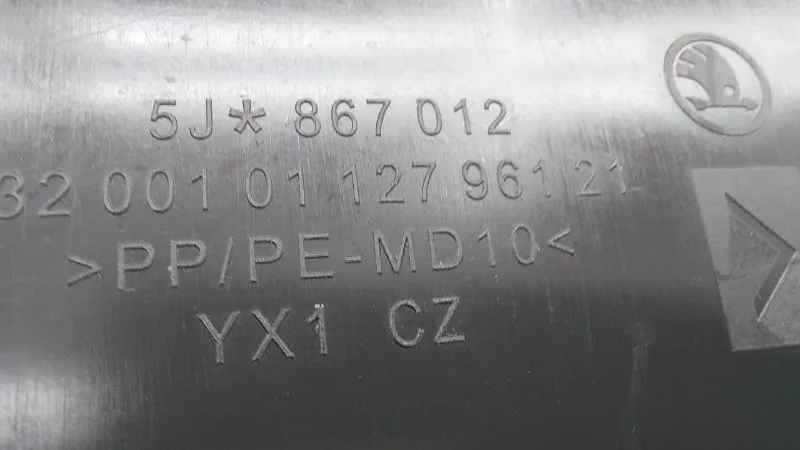 5J* 867 012
32 001 01 127 961 21
>PP/PE-MD10<
YX1 CZ